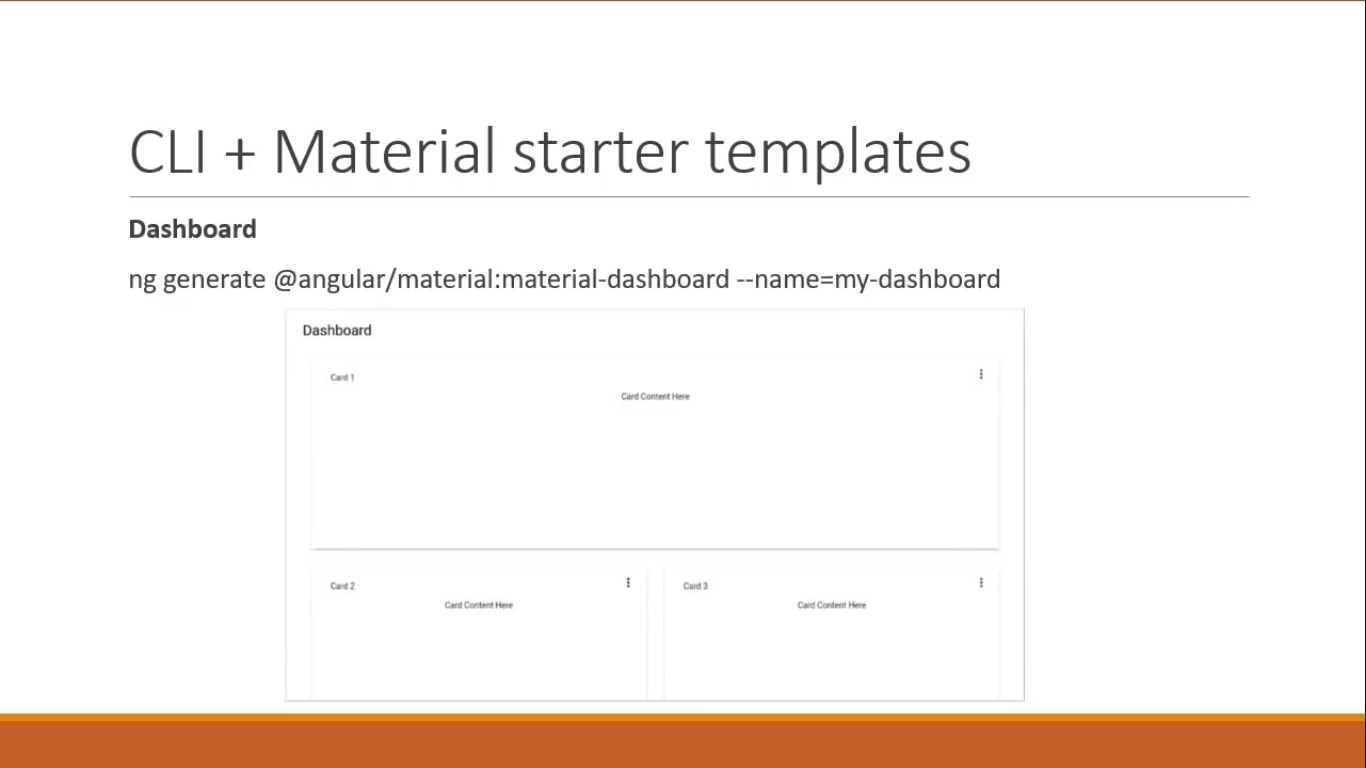 CLI + Material starter templates
Dashboard
ng generate @angular/material:material-dashboard --name=my-dashboard
Dashboard
Card 1
Card Content Here
Card 2
Card Content Here
Card 3
Card Content Here